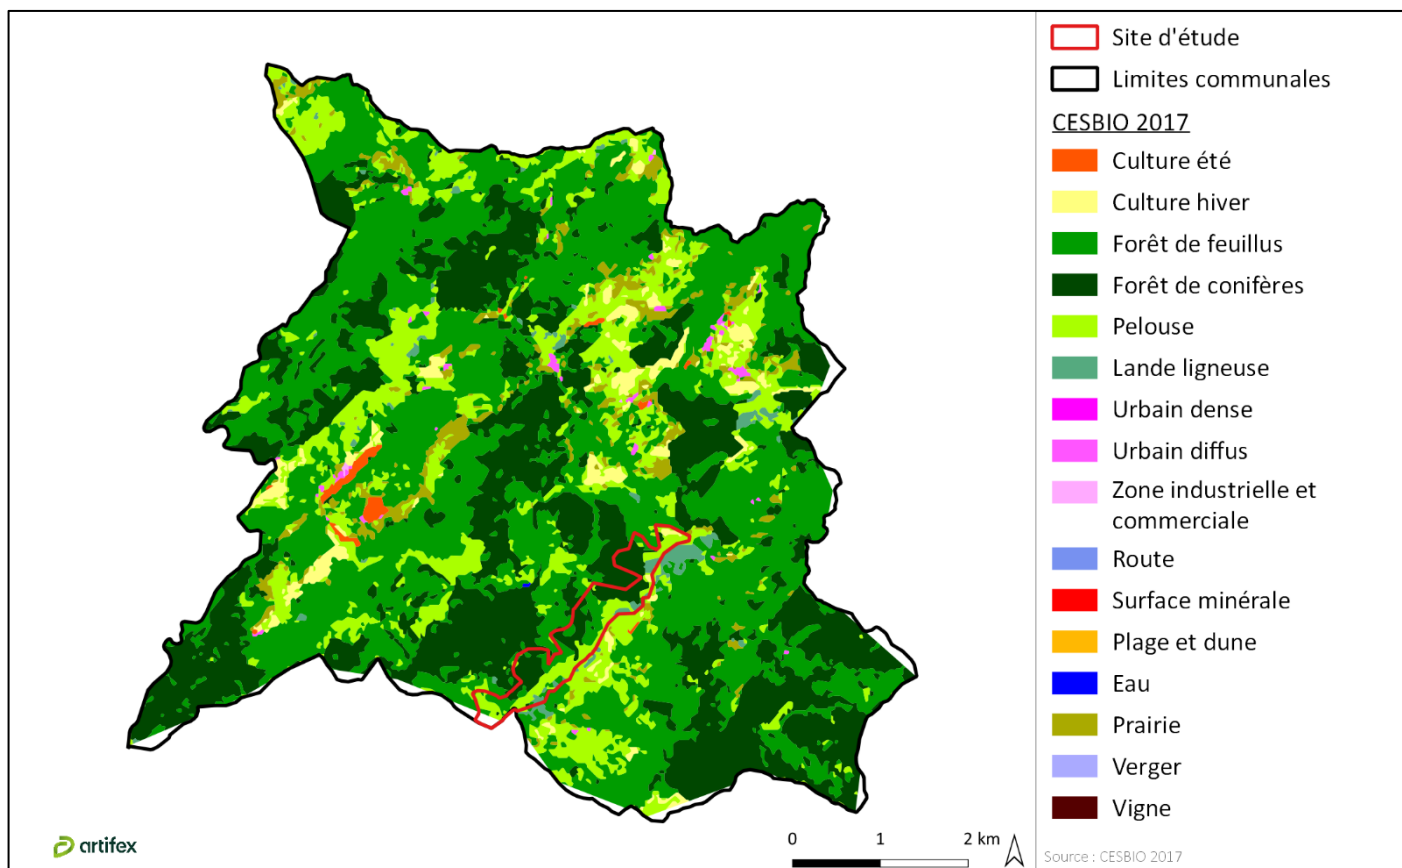 Site d'étude
Limites communales
CESBIO 2017
Culture été
Culture hiver
Forêt de feuillus
Forêt de conifères
Pelouse
Lande ligneuse
Urbain dense
Urbain diffus
Zone industrielle et
commerciale
Route
Surface minérale
Plage et dune
Eau
Prairie
Verger
Vigne
artifex
0 1 2 km
Source : CESBIO 2017